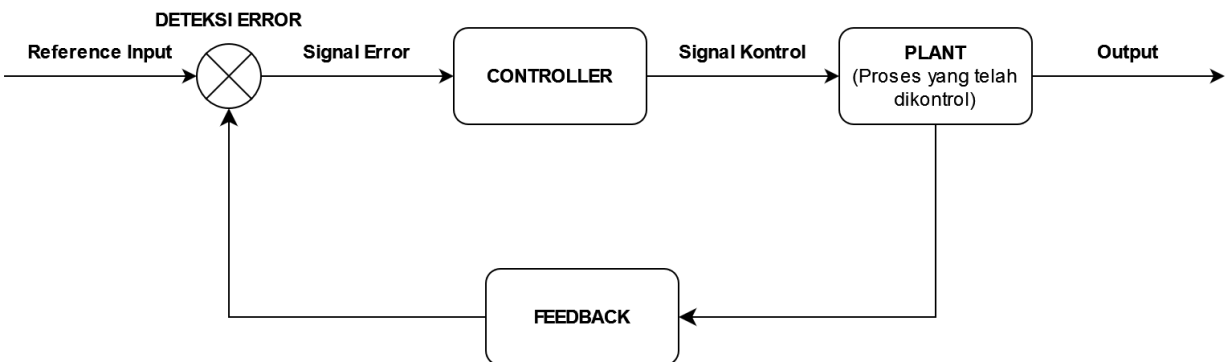 DETEKSI ERROR
Reference Input
Signal Error
CONTROLLER
Signal Kontrol
PLANT
(Proses yang telah
dikontrol)
Output
FEEDBACK